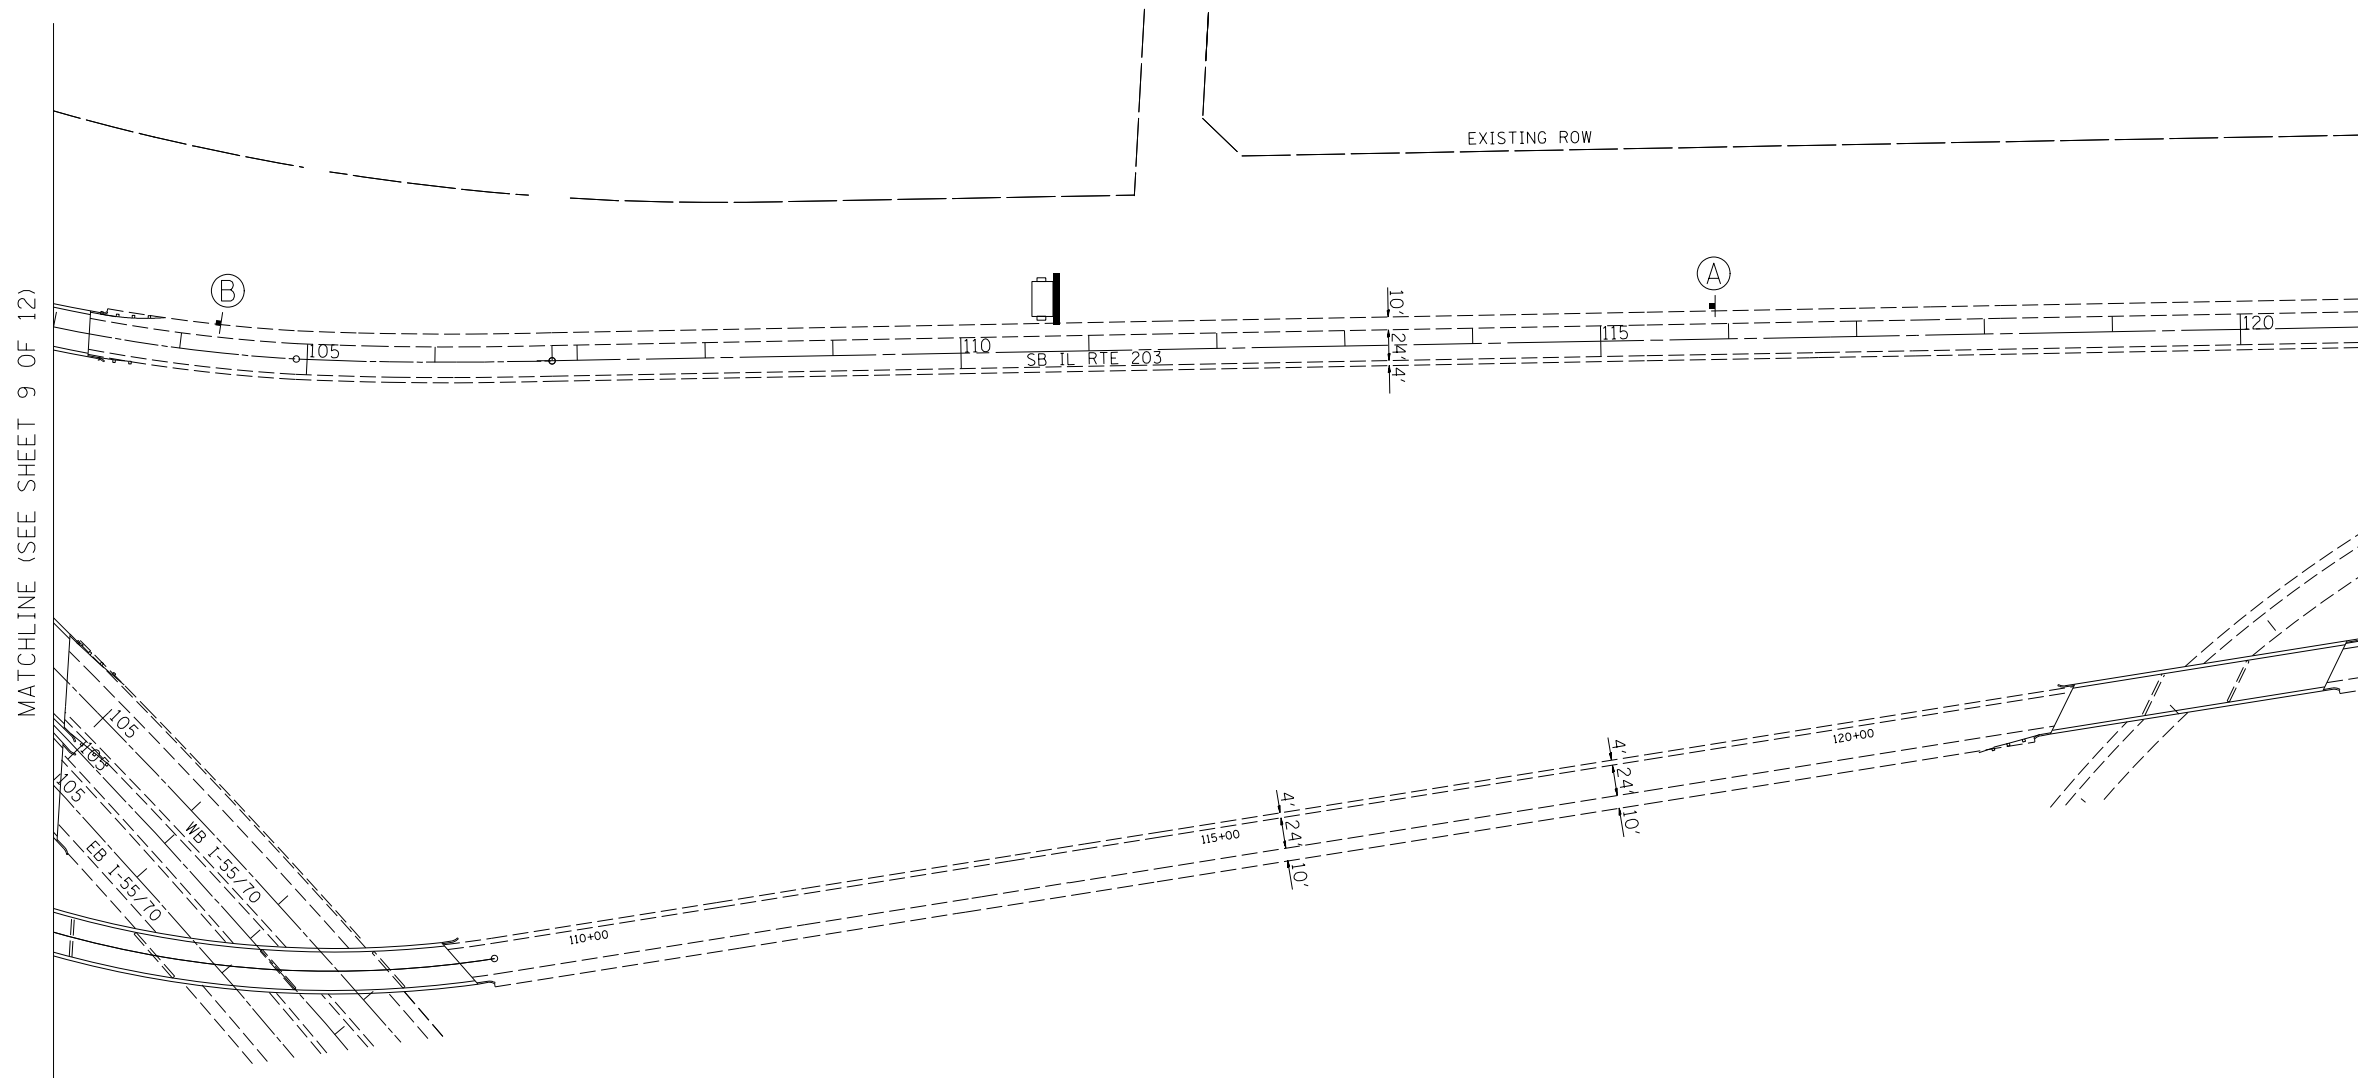 EXISTING ROW
MATCHLINE (SEE SHEET 9 OF 12)
B
A
10'
24'
4'
105
110
115
120
SB IL RTE 203
105
105
105
WB I-55/70
EB I-55/70
110+00
115+00
120+00
4'
24'
10'
4'
24'
10'